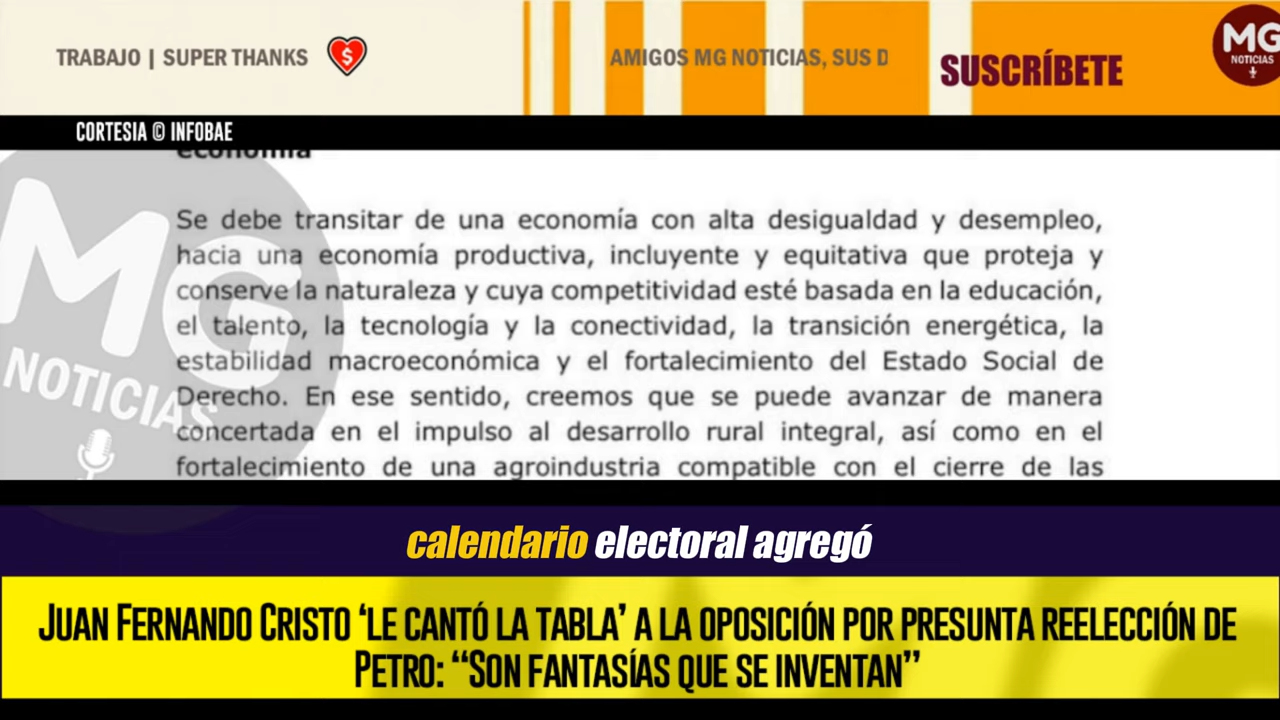 TRABAJO | SUPER THANKS
$
AMIGOS MG NOTICIAS, SUS D
SUSCRÍBETE
MG
NOTICIAS
CORTESIA © INFOBAE
economía
Se debe transitar de una economía con alta desigualdad y desempleo,
hacia una economía productiva, incluyente y equitativa que proteja y
conserve la naturaleza y cuya competitividad esté basada en la educación,
el talento, la tecnología y la conectividad, la transición energética, la
estabilidad macroeconómica y el fortalecimiento del Estado Social de
Derecho. En ese sentido, creemos que se puede avanzar de manera
concertada en el impulso al desarrollo rural integral, así como en el
fortalecimiento de una agroindustria compatible con el cierre de las
MG
NOTICIAS
calendario electoral agregó
JUAN FERNANDO CRISTO ‘LE CANTÓ LA TABLA’ A LA OPOSICIÓN POR PRESUNTA REELECCIÓN DE
PETRO: “SON FANTASÍAS QUE SE INVENTAN”